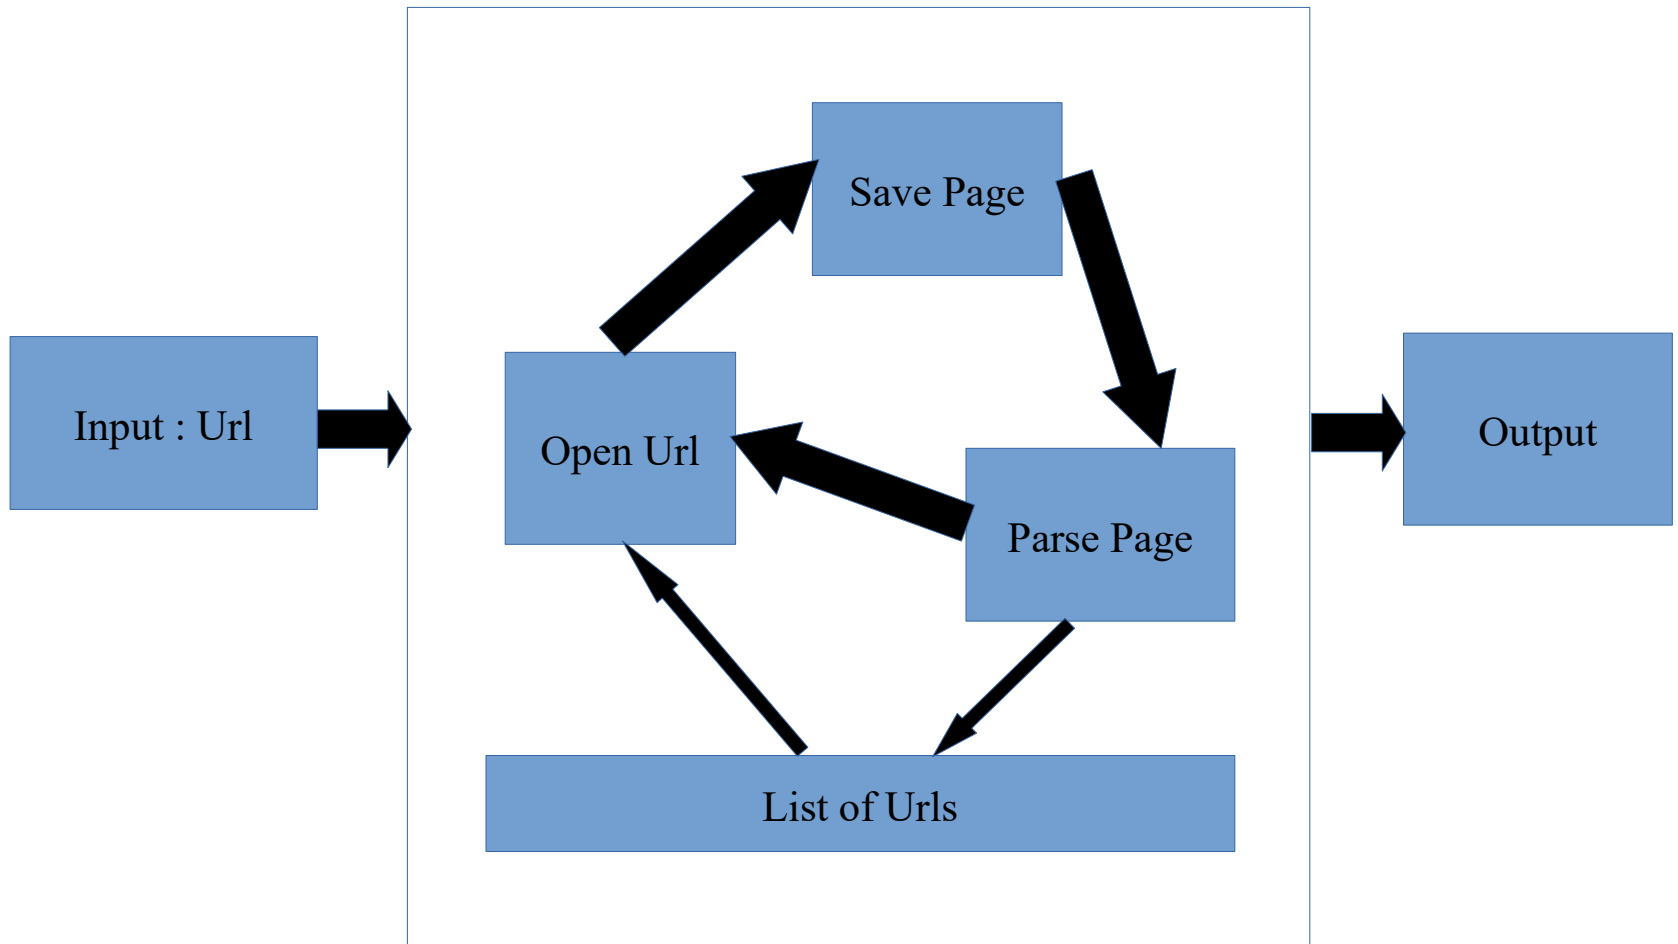 Save Page
Input : Url
Open Url
Output
Parse Page
List of Urls